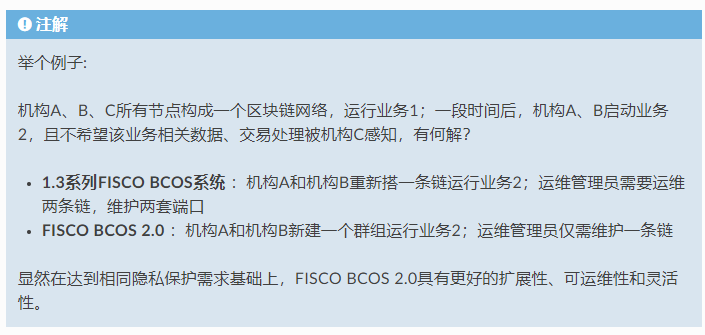 注解
举个例子:
机构A、B、C所有节点构成一个区块链网络，运行业务1；一段时间后，机构A、B启动业务
2，且不希望该业务相关数据、交易处理被机构C感知，有何解？
• 1.3系列FISCO BCOS系统 ：机构A和机构B重新搭一条链运行业务2；运维管理员需要运维
两条链，维护两套端口
• FISCO BCOS 2.0 ：机构A和机构B新建一个群组运行业务2；运维管理员仅需维护一条链
显然在达到相同隐私保护需求基础上，FISCO BCOS 2.0具有更好的扩展性、可运维性和灵活
性。